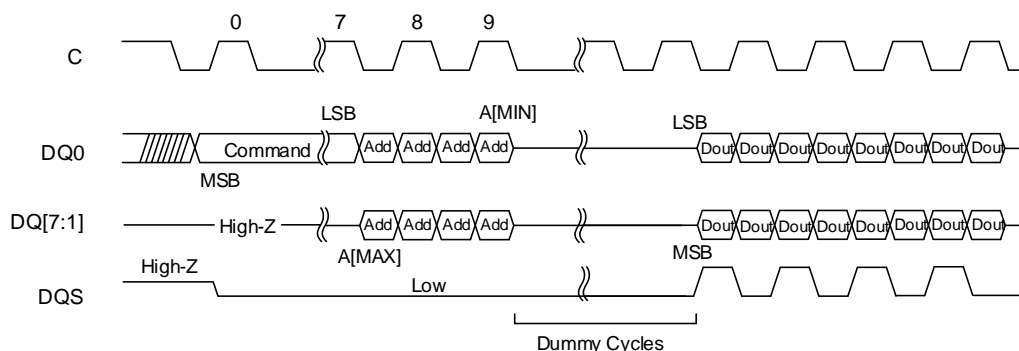 0 7 8 9
C
LSB A[MIN] LSB
DQ0 Command Add Add Add Add Dout Dout Dout Dout Dout Dout Dout Dout
MSB
DQ[7:1] High-Z Add Add Add Add Dout Dout Dout Dout Dout Dout Dout Dout
A[MAX] MSB
High-Z
DQS Low
Dummy Cycles